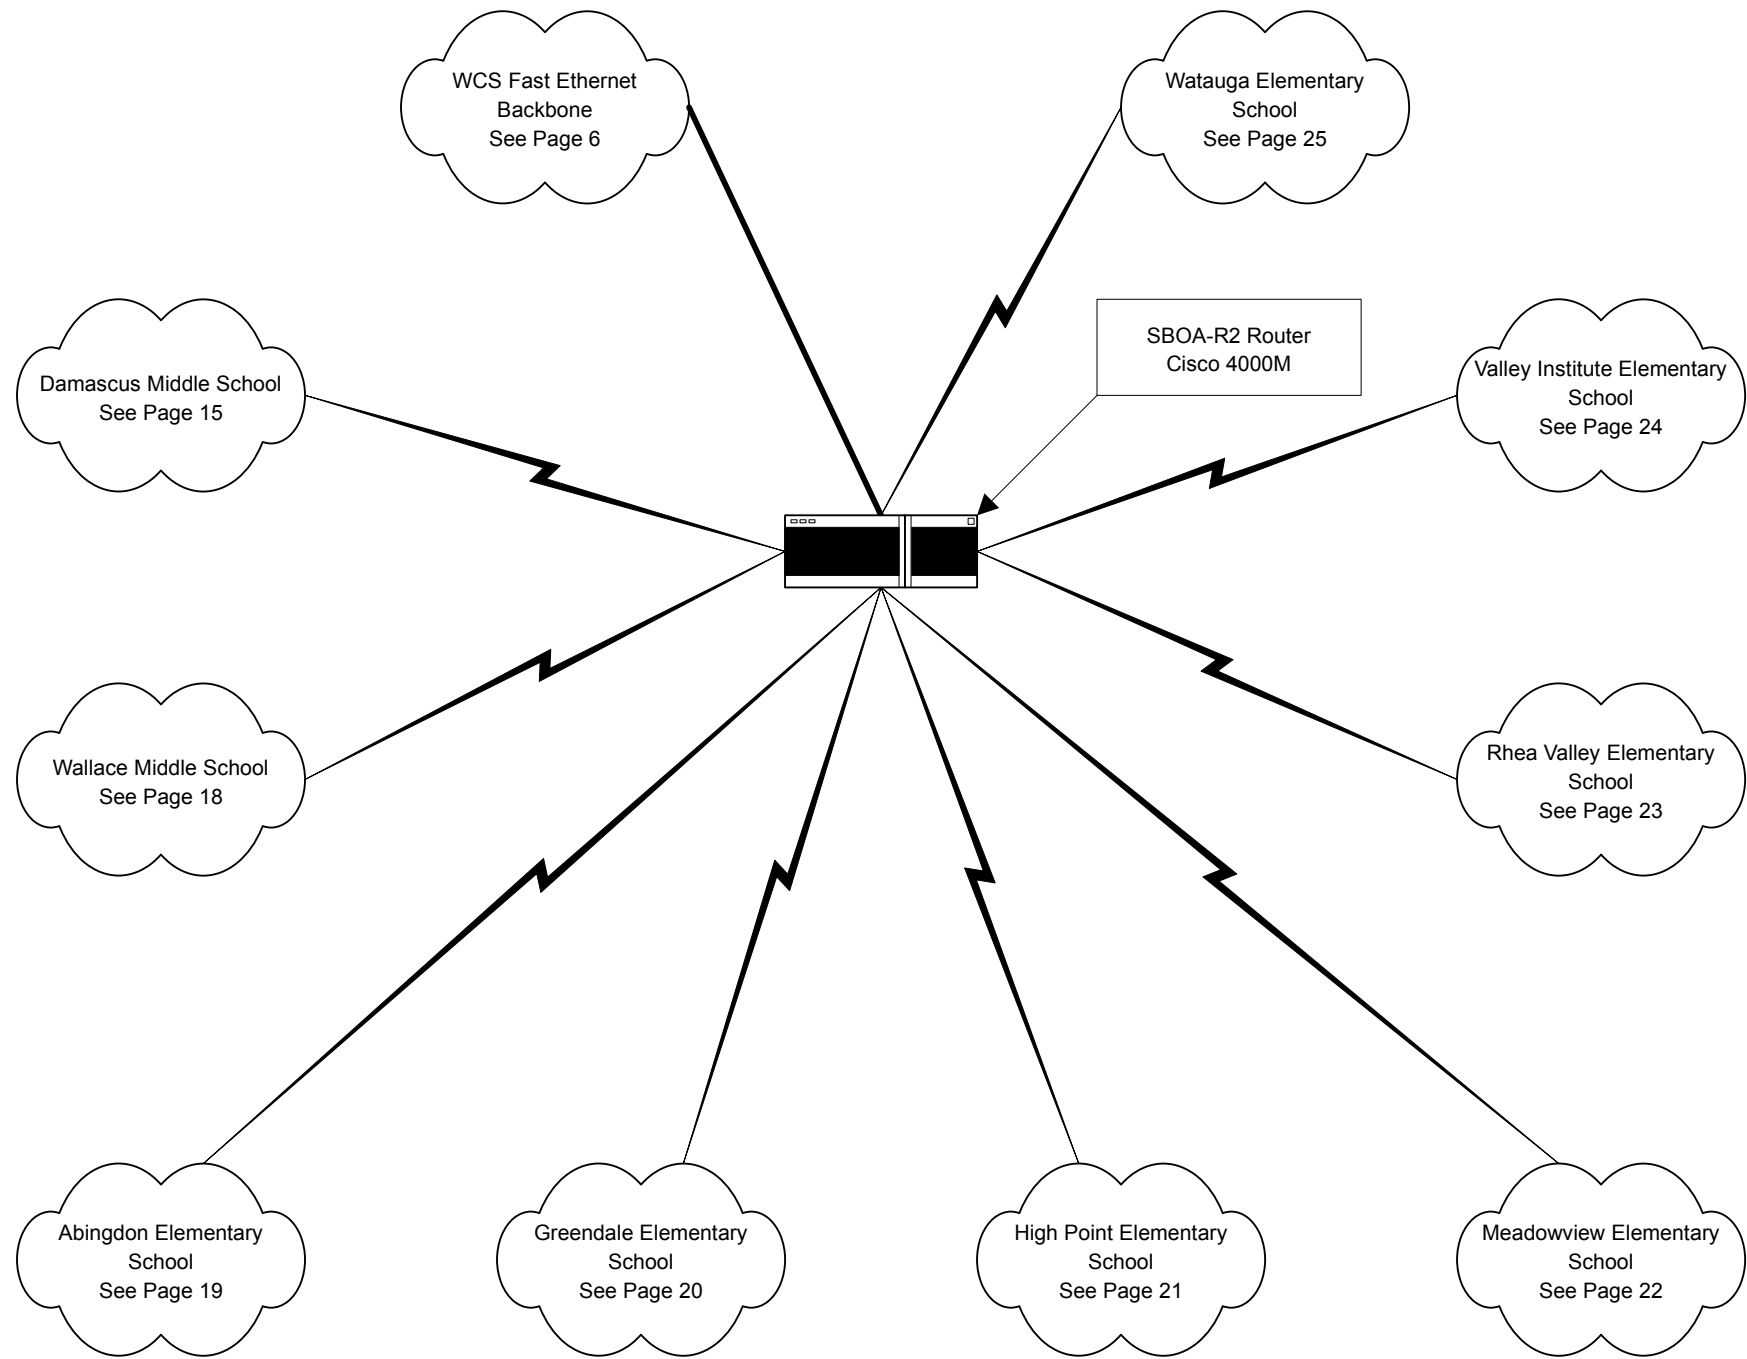 WCS Fast Ethernet
Backbone
See Page 6
Watauga Elementary
School
See Page 25
SBOA-R2 Router
Cisco 4000M
Damascus Middle School
See Page 15
Valley Institute Elementary
School
See Page 24
Wallace Middle School
See Page 18
Rhea Valley Elementary
School
See Page 23
Abingdon Elementary
School
See Page 19
Greendale Elementary
School
See Page 20
High Point Elementary
School
See Page 21
Meadowview Elementary
School
See Page 22